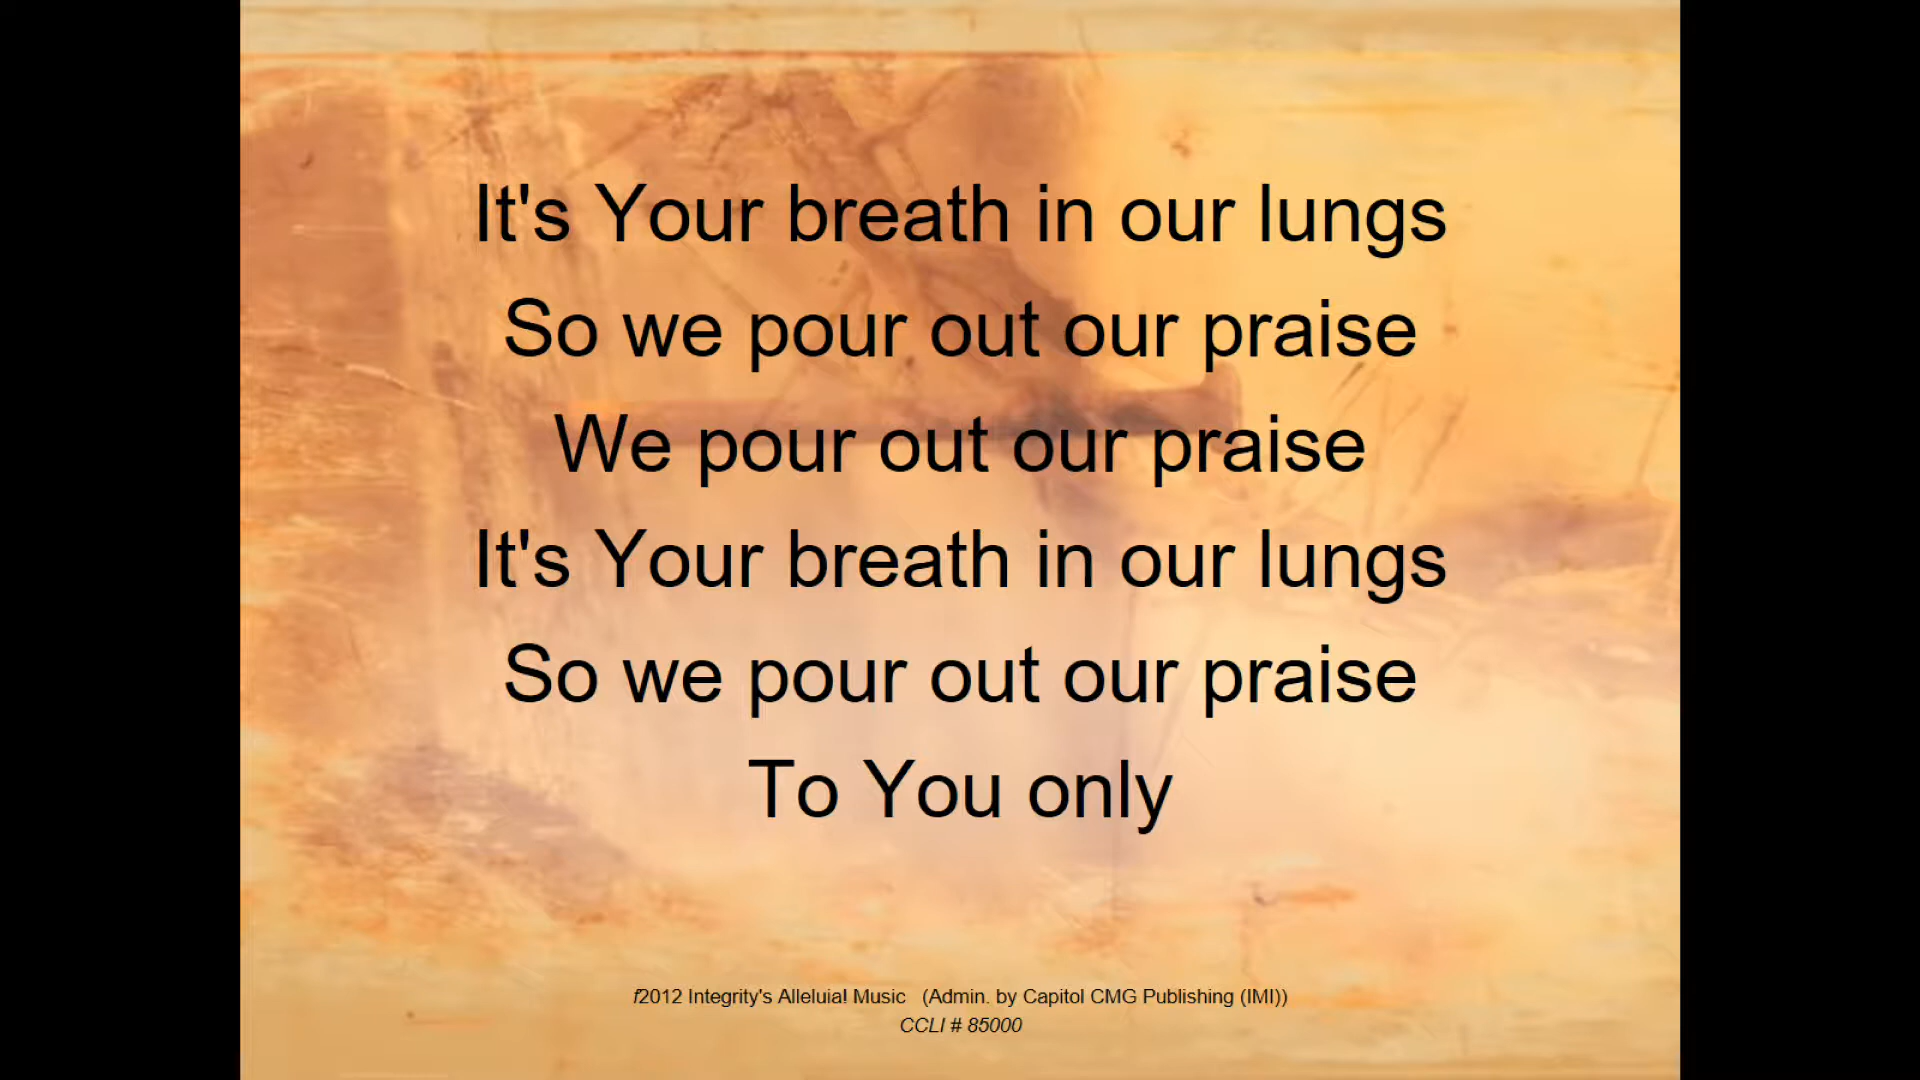 It's Your breath in our lungs
So we pour out our praise
We pour out our praise
It's Your breath in our lungs
So we pour out our praise
To You only
f2012 Integrity's Alleluia! Music (Admin. by Capitol CMG Publishing (IMI))
CCLI # 85000